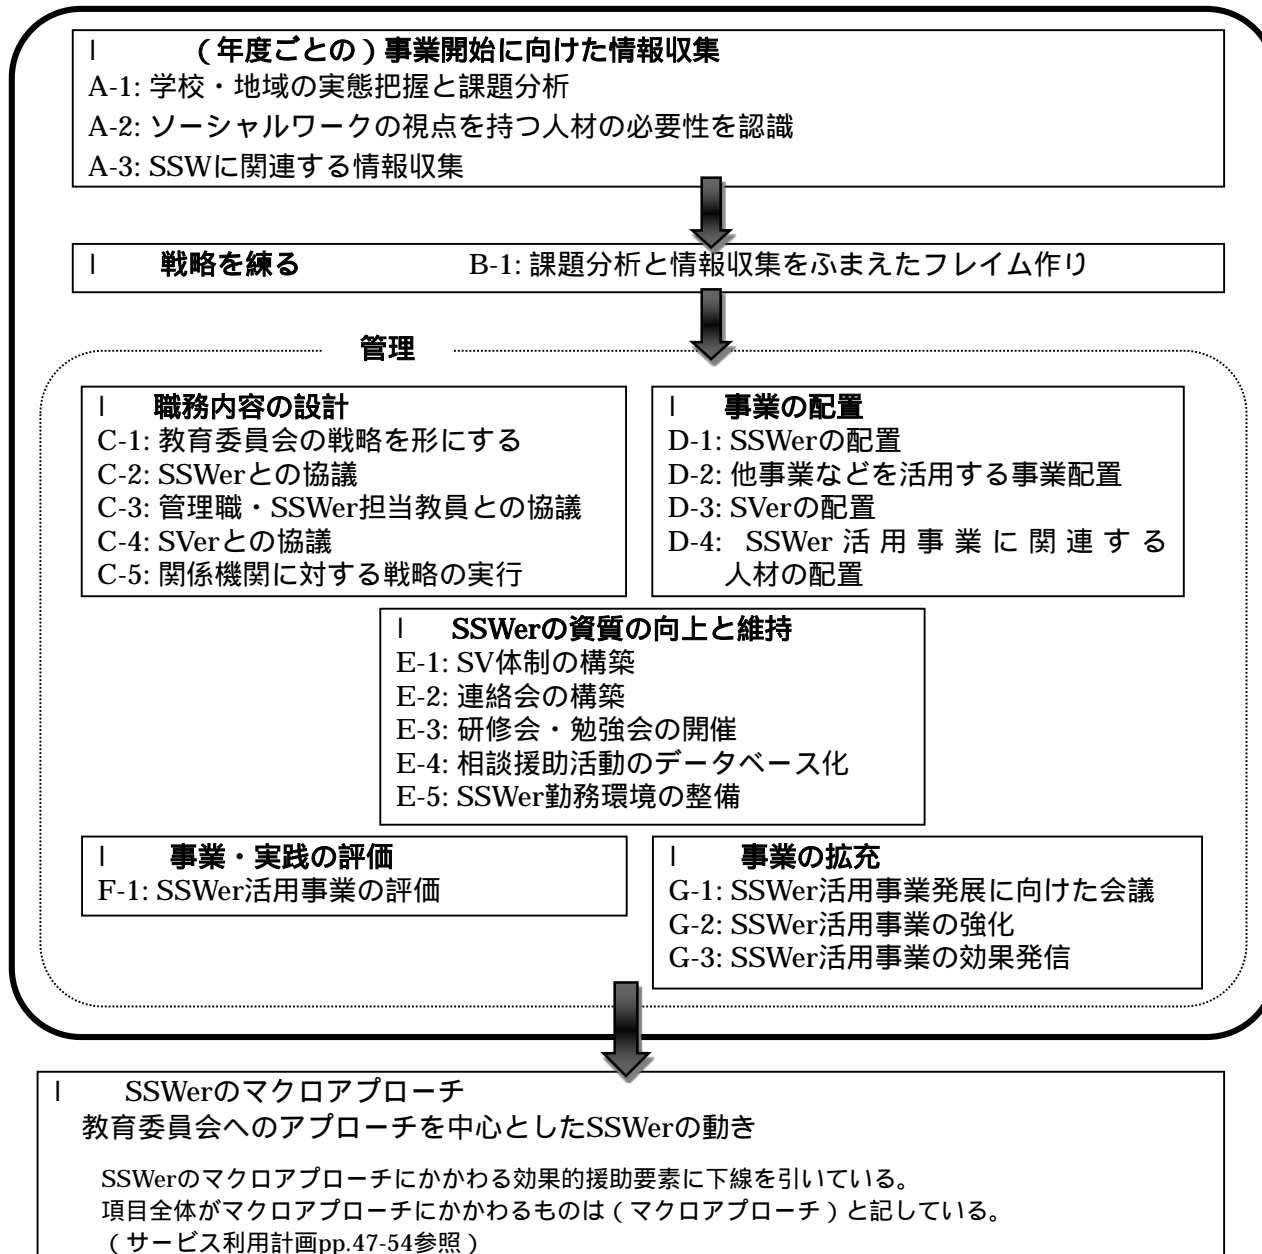 l （年度ごとの）事業開始に向けた情報収集
A-1: 学校・地域の実態把握と課題分析
A-2: ソーシャルワークの視点を持つ人材の必要性を認識
A-3: SSWに関連する情報収集
l 戦略を練る B-1: 課題分析と情報収集をふまえたフレイム作り
管理
l 職務内容の設計
C-1: 教育委員会の戦略を形にする
C-2: SSWerとの協議
C-3: 管理職・SSWer担当教員との協議
C-4: SVerとの協議
C-5: 関係機関に対する戦略の実行
l 事業の配置
D-1: SSWerの配置
D-2: 他事業などを活用する事業配置
D-3: SVerの配置
D-4: SSWer活用事業に関連する
人材の配置
l SSWerの資質の向上と維持
E-1: SV体制の構築
E-2: 連絡会の構築
E-3: 研修会・勉強会の開催
E-4: 相談援助活動のデータベース化
E-5: SSWer勤務環境の整備
l 事業・実践の評価
F-1: SSWer活用事業の評価
l 事業の拡充
G-1: SSWer活用事業発展に向けた会議
G-2: SSWer活用事業の強化
G-3: SSWer活用事業の効果発信
l SSWerのマクロアプローチ
教育委員会へのアプローチを中心としたSSWerの動き
SSWerのマクロアプローチにかかわる効果的援助要素に下線を引いている。
項目全体がマクロアプローチにかかわるものは（マクロアプローチ）と記している。
（サービス利用計画pp.47-54参照）